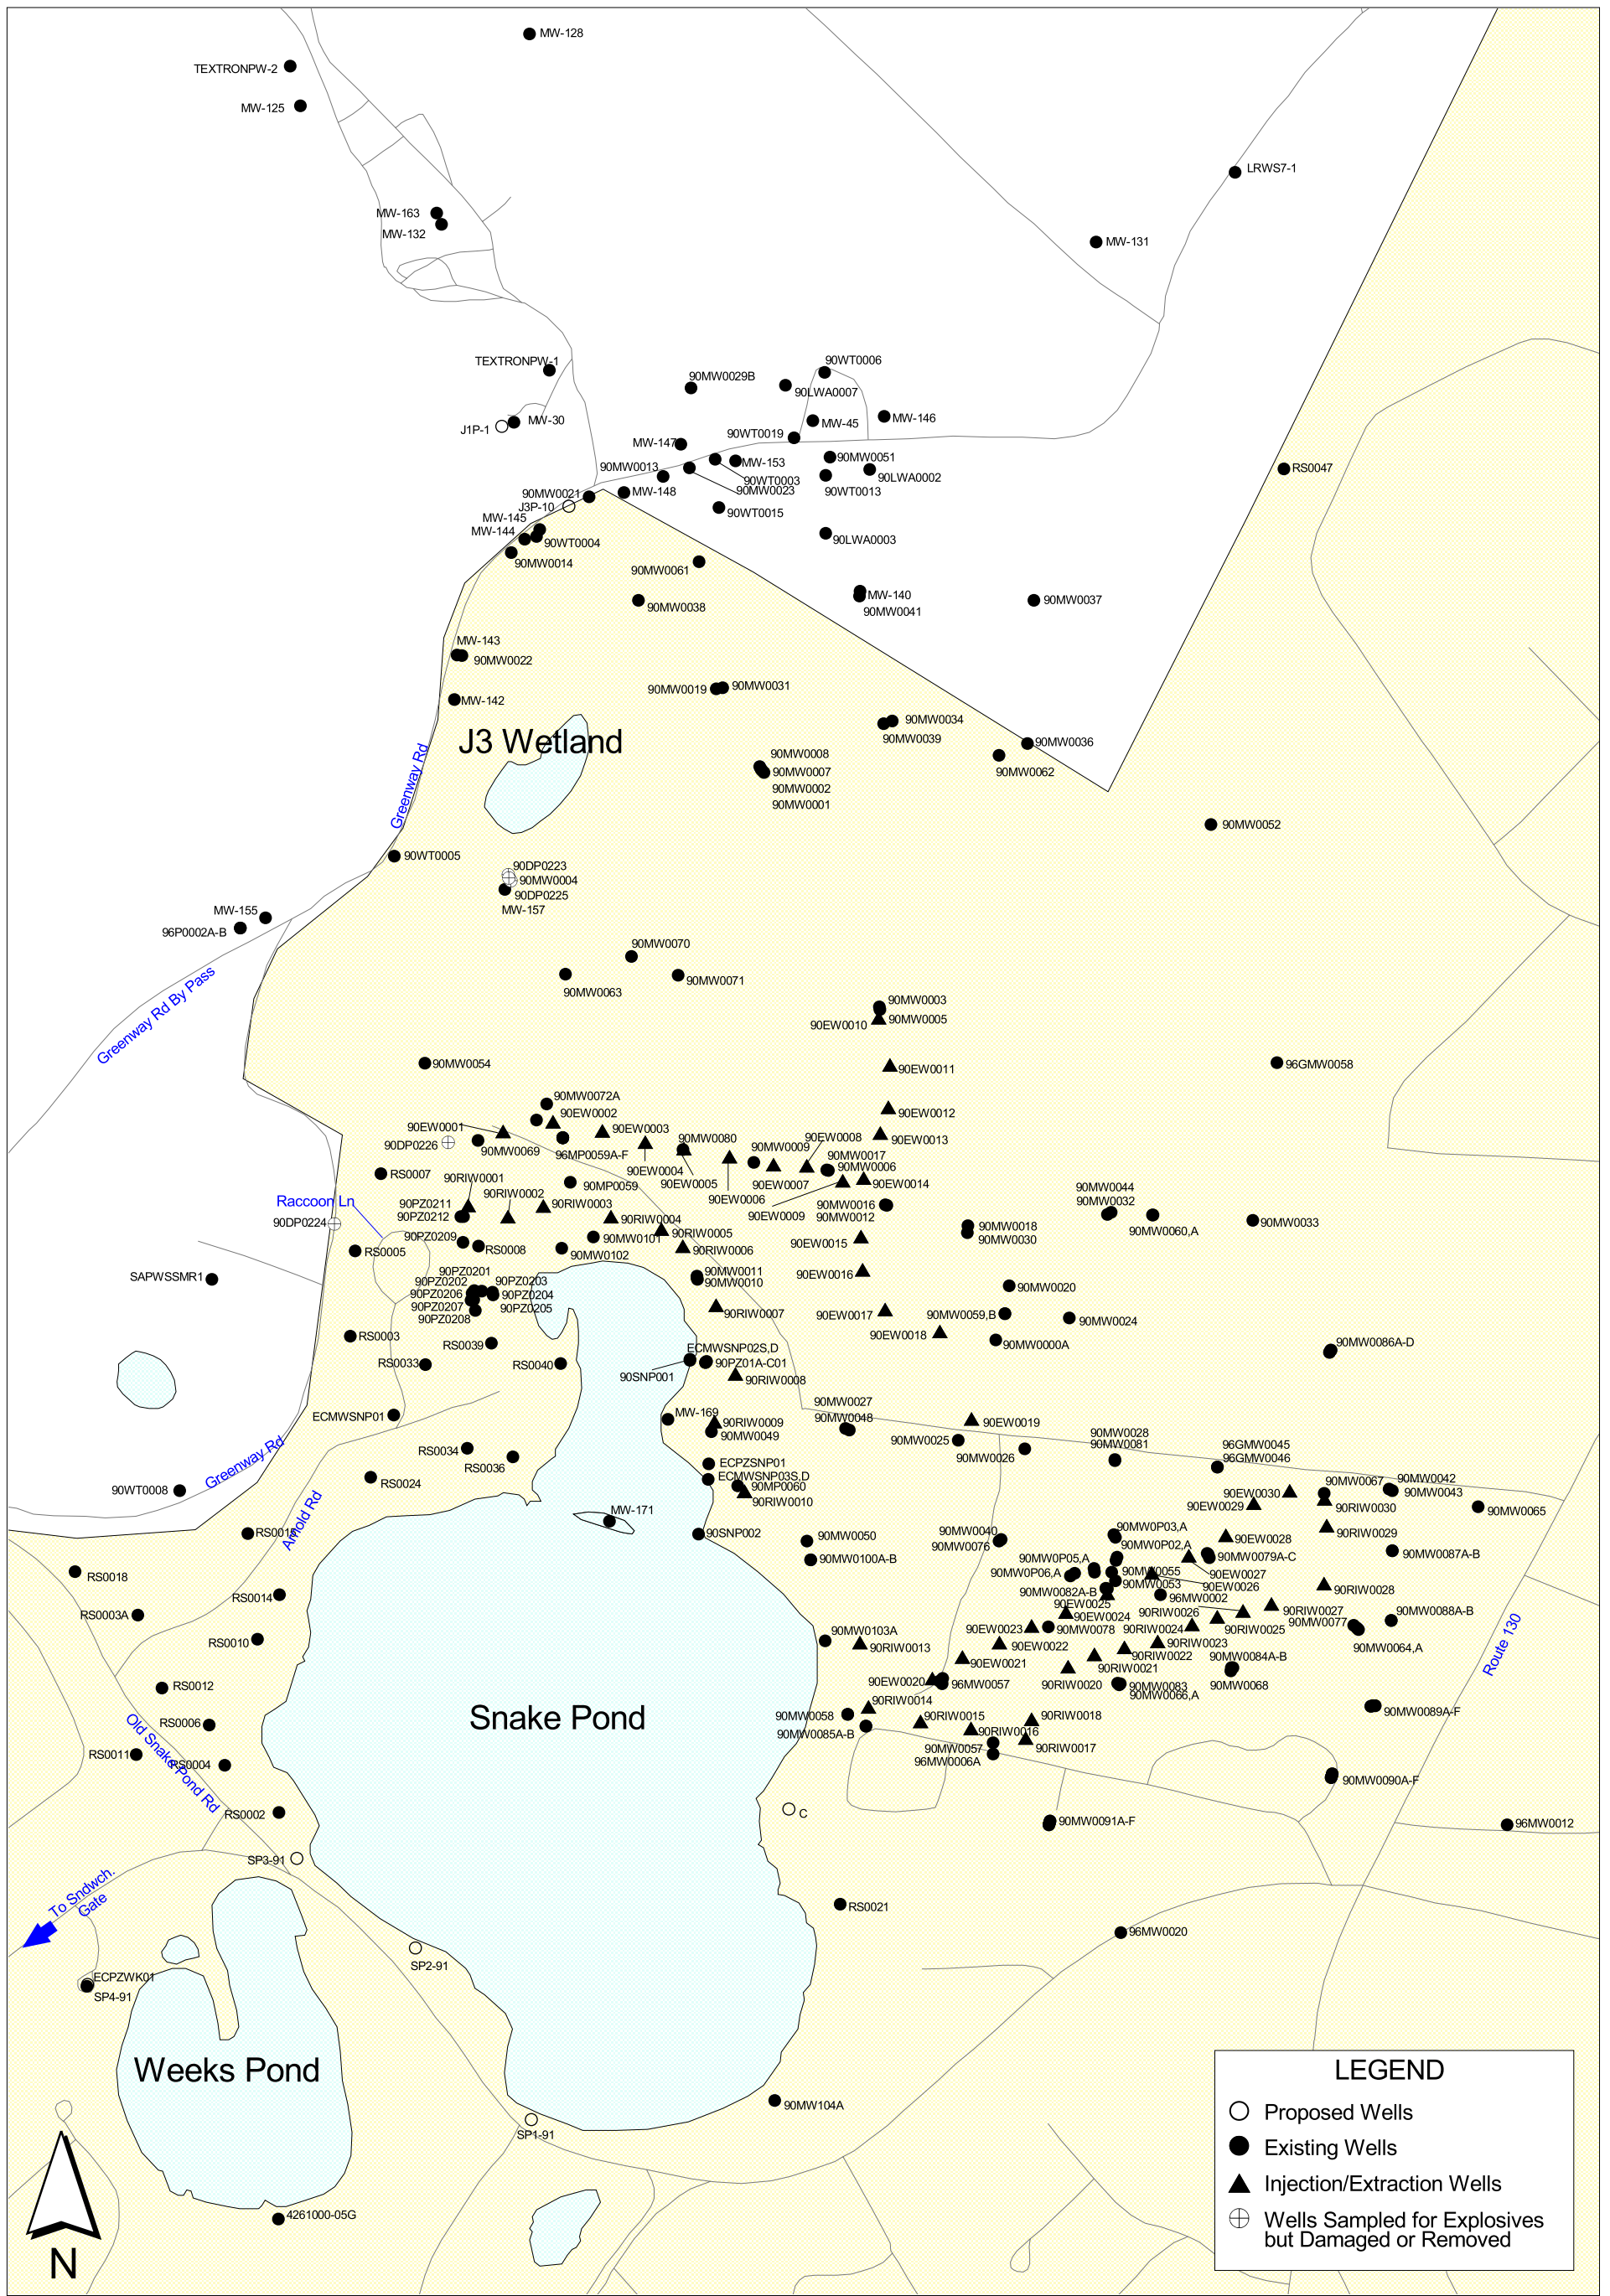 MW-128
TEXTRONPW-2
MW-125
LRWS7-1
MW-163
MW-132
MW-131
TEXTRONPW-1
90WT0006
90MW0029B
90LWA0007
MW-146
MW-30
J1P-1
MW-45
90WT0019
MW-147
90MW0051
MW-153
90MW0013
90WT0003
90LWA0002
RS0047
90MW0023
90WT0013
90MW0021
MW-148
J3P-10
90WT0015
MW-145
MW-144
90WT0004
90LWA0003
90MW0014
90MW0061
MW-140
90MW0038
90MW0041
90MW0037
MW-143
90MW0022
90MW0019
90MW0031
MW-142
90MW0034
90MW0039
J3 Wetland
90MW0036
90MW0062
90MW0008
90MW0007
90MW0002
90MW0001
Greenway Rd
90MW0052
90WT0005
90DP0223
90MW0004
90DP0225
MW-157
MW-155
96P0002A-B
90MW0070
90MW0071
90MW0063
Greenway Rd By Pass
90MW0003
90MW0005
90EW0010
90MW0054
90EW0011
96GMW0058
90MW0072A
90EW0002
90EW0012
90EW0001
90EW0003
90EW0013
90DP0226
90MW0069
96MP0059A-F
90MW0080
90MW0009
90EW0008
90EW0004
90MW0017
90MW0006
90EW0005
90EW0007
90EW0014
RS0007
90RIW0001
90MP0059
90EW0006
90RIW0002
Raccoon Ln
90PZ0211
90RIW0003
90EW0009
90MW0016
90MW0012
90MW0044
90MW0032
90PZ0212
90RIW0004
90DP0224
90MW0060,A
90MW0033
90MW0018
90MW0030
90RIW0005
90PZ0209
RS0008
90MW0101
90EW0015
RS0005
90MW0102
90RIW0006
SAPWSSMR1
90PZ0201
90PZ0202
90PZ0203
90PZ0206
90PZ0204
90PZ0207
90PZ0205
90PZ0208
90MW0011
90MW0010
90EW0016
90MW0020
90RIW0007
90EW0017
90MW0059,B
90MW0024
90EW0018
90MW0000A
RS0003
RS0039
RS0033
RS0040
ECMWSNP02S,D
90PZ01A-C01
90SNP001
90RIW0008
90MW0086A-D
ECMWSNP01
MW-169
90RIW0009
90MW0049
90MW0027
90MW0048
90EW0019
90MW0025
90MW0026
90MW0028
90MW0081
96GMW0045
96GMW0046
RS0034
RS0036
RS0024
Greenway Rd
90WT0008
Arnold Rd
ECPZSNP01
ECMWSNP03S,D
90MP0060
90RIW0010
90MW0067
90MW0042
90MW0043
90EW0030
90EW0029
90RIW0030
90MW0065
MW-171
RS0015
90SNP002
90MW0050
90MW0040
90MW0076
90MW0P03,A
90EW0028
90RIW0029
90MW0100A-B
90MW0P02,A
90MW0P05,A
90MW0P06,A
90MW0079A-C
90MW0087A-B
90MW0055
90MW0053
90EW0027
90EW0026
RS0018
RS0014
90MW0082A-B
96MW0002
90RIW0028
90EW0025
RS0003A
90EW0024
90RIW0026
90RIW0027
90MW0088A-B
90MW0077
90EW0023
90MW0078
90RIW0024
90RIW0025
90MW0064,A
RS0010
90MW0103A
90RIW0013
90EW0022
90RIW0023
90RIW0022
90EW0021
90MW0084A-B
90RIW0021
Route 130
RS0012
90EW0020
96MW0057
90RIW0020
90MW0083
90MW0066,A
90MW0068
Snake Pond
90RIW0014
90MW0058
90MW0085A-B
90RIW0015
90RIW0016
90RIW0018
90MW0089A-F
RS0006
Old Snake Pond Rd
RS0011
RS0004
90MW0057
96MW0006A
90RIW0017
90MW0090A-F
RS0002
C
90MW0091A-F
96MW0012
SP3-91
To Sndwch.
Gate
RS0021
96MW0020
SP2-91
ECPZWK01
SP4-91
Weeks Pond
90MW104A
SP1-91
4261000-05G
N
LEGEND
Proposed Wells
Existing Wells
Injection/Extraction Wells
Wells Sampled for Explosives
but Damaged or Removed